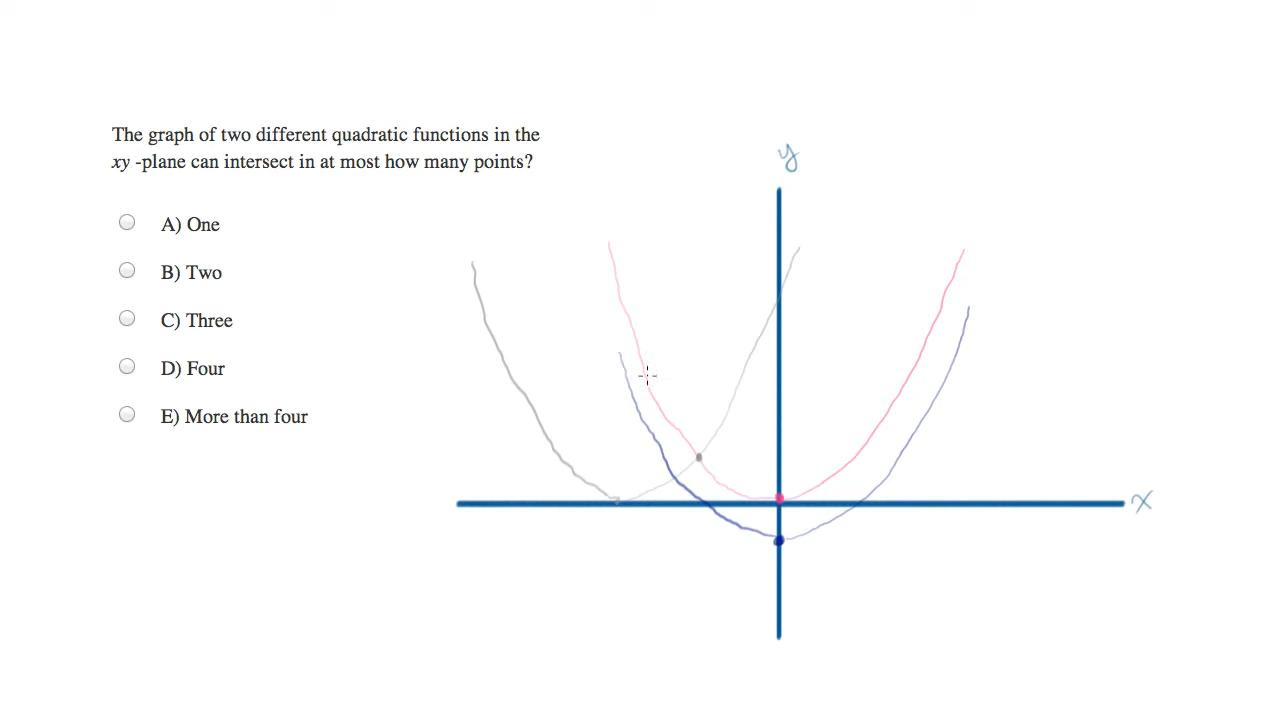 The graph of two different quadratic functions in the
xy -plane can intersect in at most how many points?
A) One
B) Two
C) Three
D) Four
E) More than four
y
x